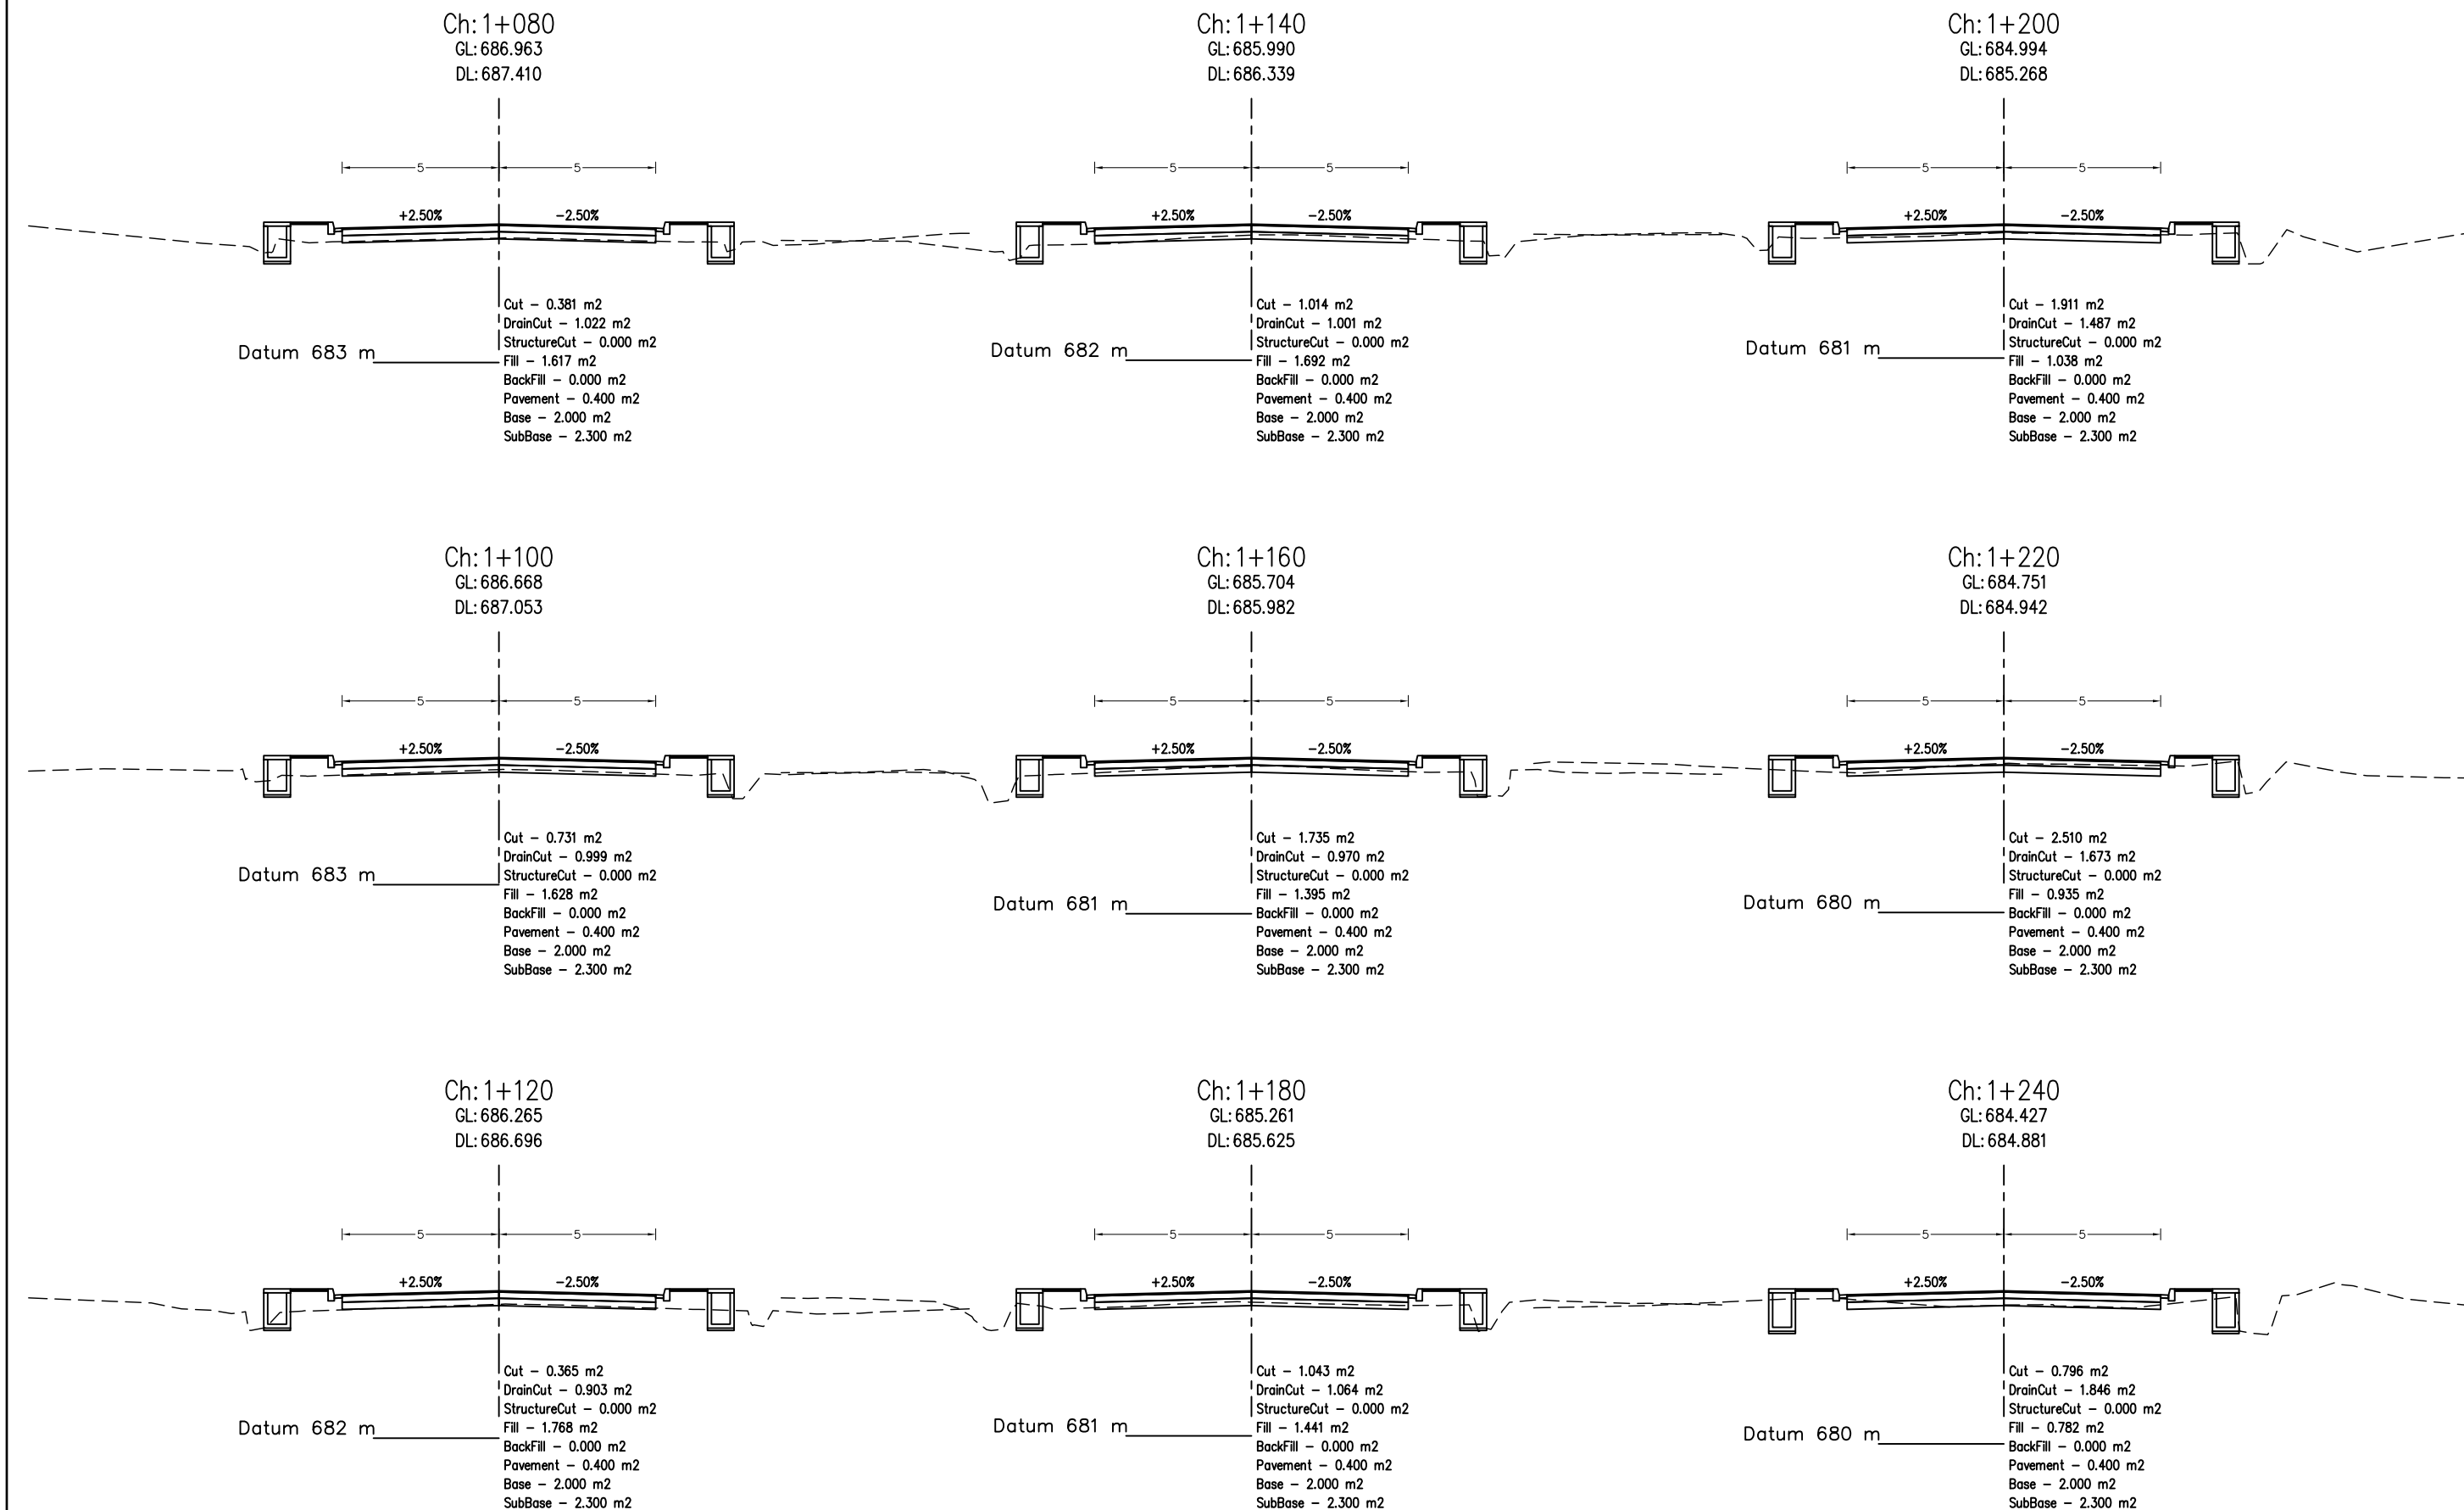 Ch:1+080
GL:686.963
DL:687.410
5 5
+2.50% -2.50%
Cut - 0.381 m2
DrainCut - 1.022 m2
StructureCut - 0.000 m2
Datum 683 m
Fill - 1.617 m2
BackFill - 0.000 m2
Pavement - 0.400 m2
Base - 2.000 m2
SubBase - 2.300 m2
Ch:1+140
GL:685.990
DL:686.339
5 5
+2.50% -2.50%
Cut - 1.014 m2
DrainCut - 1.001 m2
StructureCut - 0.000 m2
Datum 682 m
Fill - 1.692 m2
BackFill - 0.000 m2
Pavement - 0.400 m2
Base - 2.000 m2
SubBase - 2.300 m2
Ch:1+200
GL:684.994
DL:685.268
5 5
+2.50% -2.50%
Cut - 1.911 m2
DrainCut - 1.487 m2
StructureCut - 0.000 m2
Datum 681 m
Fill - 1.038 m2
BackFill - 0.000 m2
Pavement - 0.400 m2
Base - 2.000 m2
SubBase - 2.300 m2
Ch:1+100
GL:686.668
DL:687.053
5 5
+2.50% -2.50%
Cut - 0.731 m2
DrainCut - 0.999 m2
StructureCut - 0.000 m2
Datum 683 m
Fill - 1.628 m2
BackFill - 0.000 m2
Pavement - 0.400 m2
Base - 2.000 m2
SubBase - 2.300 m2
Ch:1+160
GL:685.704
DL:685.982
5 5
+2.50% -2.50%
Cut - 1.735 m2
DrainCut - 0.970 m2
StructureCut - 0.000 m2
Fill - 1.395 m2
Datum 681 m
BackFill - 0.000 m2
Pavement - 0.400 m2
Base - 2.000 m2
SubBase - 2.300 m2
Ch:1+220
GL:684.751
DL:684.942
5 5
+2.50% -2.50%
Cut - 2.510 m2
DrainCut - 1.673 m2
StructureCut - 0.000 m2
Fill - 0.935 m2
Datum 680 m
BackFill - 0.000 m2
Pavement - 0.400 m2
Base - 2.000 m2
SubBase - 2.300 m2
Ch:1+120
GL:686.265
DL:686.696
5 5
+2.50% -2.50%
Cut - 0.365 m2
DrainCut - 0.903 m2
StructureCut - 0.000 m2
Datum 682 m
Fill - 1.768 m2
BackFill - 0.000 m2
Pavement - 0.400 m2
Base - 2.000 m2
SubBase - 2.300 m2
Ch:1+180
GL:685.261
DL:685.625
5 5
+2.50% -2.50%
Cut - 1.043 m2
DrainCut - 1.064 m2
StructureCut - 0.000 m2
Datum 681 m
Fill - 1.441 m2
BackFill - 0.000 m2
Pavement - 0.400 m2
Base - 2.000 m2
SubBase - 2.300 m2
Ch:1+240
GL:684.427
DL:684.881
5 5
+2.50% -2.50%
Cut - 0.796 m2
DrainCut - 1.846 m2
StructureCut - 0.000 m2
Fill - 0.782 m2
Datum 680 m
BackFill - 0.000 m2
Pavement - 0.400 m2
Base - 2.000 m2
SubBase - 2.300 m2